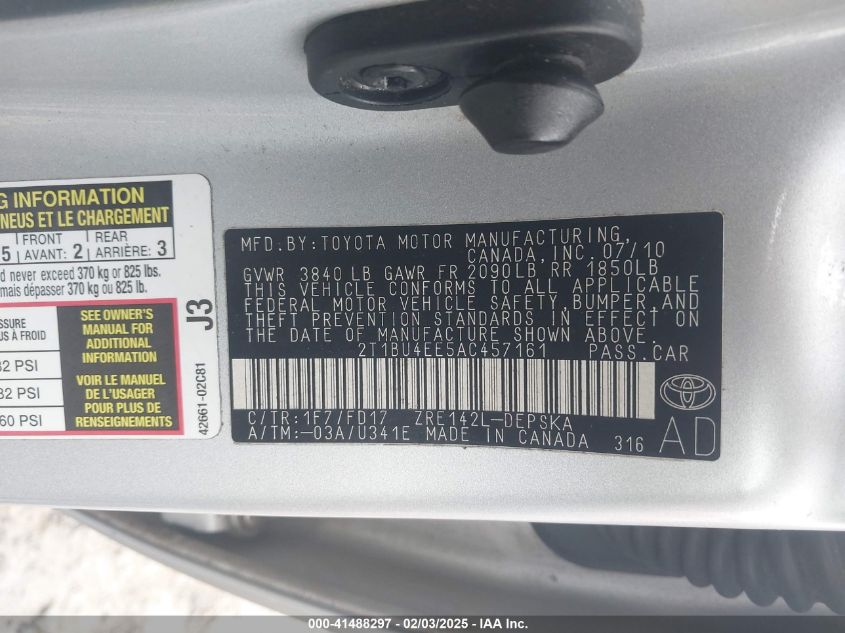 G INFORMATION
NEUS ET LE CHARGEMENT
5 FRONT AVANT: 2 REAR ARRIÈRE: 3
d never exceed 370 kg or 825 lbs.
mais dépasser 370 kg ou 825 lb.
SSURE
S À FROID
32 PSI
32 PSI
60 PSI
SEE OWNER'S
MANUAL FOR
ADDITIONAL
INFORMATION
VOIR LE MANUEL
DE L'USAGER
POUR PLUS DE
RENSEIGNEMENTS
J3
42661-02C81
MFD.BY:TOYOTA MOTOR MANUFACTURING,
CANADA, INC. 07/10
GVWR 3840 LB GAWR FR 2090LB RR 1850LB
THIS VEHICLE CONFORMS TO ALL APPLICABLE
FEDERAL MOTOR VEHICLE SAFETY, BUMPER, AND
THEFT PREVENTION STANDARDS IN EFFECT ON
THE DATE OF MANUFACTURE SHOWN ABOVE.
2T1BU4EE5AC457161 PASS.CAR
C/TR:1F7/FD17 ZRE142L-DEPSKA
A/TM:-03A/U341E MADE IN CANADA 316
AD
000-41488297 - 02/03/2025 - IAAI.com